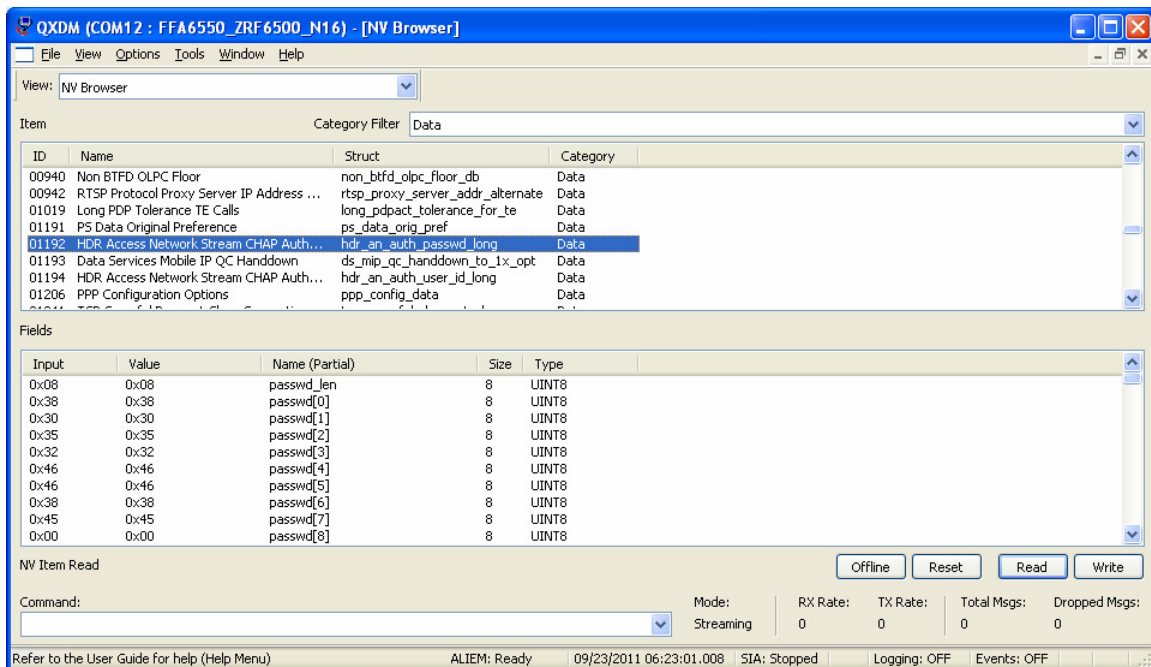 QXDM (COM12 : FFA6550_ZRF6500_N16) - [NV Browser]
File View Options Tools Window Help
View: NV Browser
Item Category Filter Data
ID Name Struct Category
00940 Non BTFD OLPC Floor non_btfd_olpc_floor_db Data
00942 RTSP Protocol Proxy Server IP Address ... rtsp_proxy_server_addr_alternate Data
01019 Long PDP Tolerance TE Calls long_pdpact_tolerance_for_te Data
01191 PS Data Original Preference ps_data_orig_pref Data
01192 HDR Access Network Stream CHAP Auth... hdr_an_auth_passwd_long Data
01193 Data Services Mobile IP QC Handdown ds_mip_qc_handdown_to_1x_opt Data
01194 HDR Access Network Stream CHAP Auth... hdr_an_auth_user_id_long Data
01206 PPP Configuration Options ppp_config_data Data
Fields
Input Value Name (Partial) Size Type
0x08 0x08 passwd_len 8 UINT8
0x38 0x38 passwd[0] 8 UINT8
0x30 0x30 passwd[1] 8 UINT8
0x35 0x35 passwd[2] 8 UINT8
0x32 0x32 passwd[3] 8 UINT8
0x46 0x46 passwd[4] 8 UINT8
0x46 0x46 passwd[5] 8 UINT8
0x38 0x38 passwd[6] 8 UINT8
0x45 0x45 passwd[7] 8 UINT8
0x00 0x00 passwd[8] 8 UINT8
NV Item Read Offline Reset Read Write
Command: Mode: RX Rate: TX Rate: Total Msgs: Dropped Msgs:
Streaming 0 0 0 0
Refer to the User Guide for help (Help Menu) ALIEM: Ready 09/23/2011 06:23:01.008 SIA: Stopped Logging: OFF Events: OFF